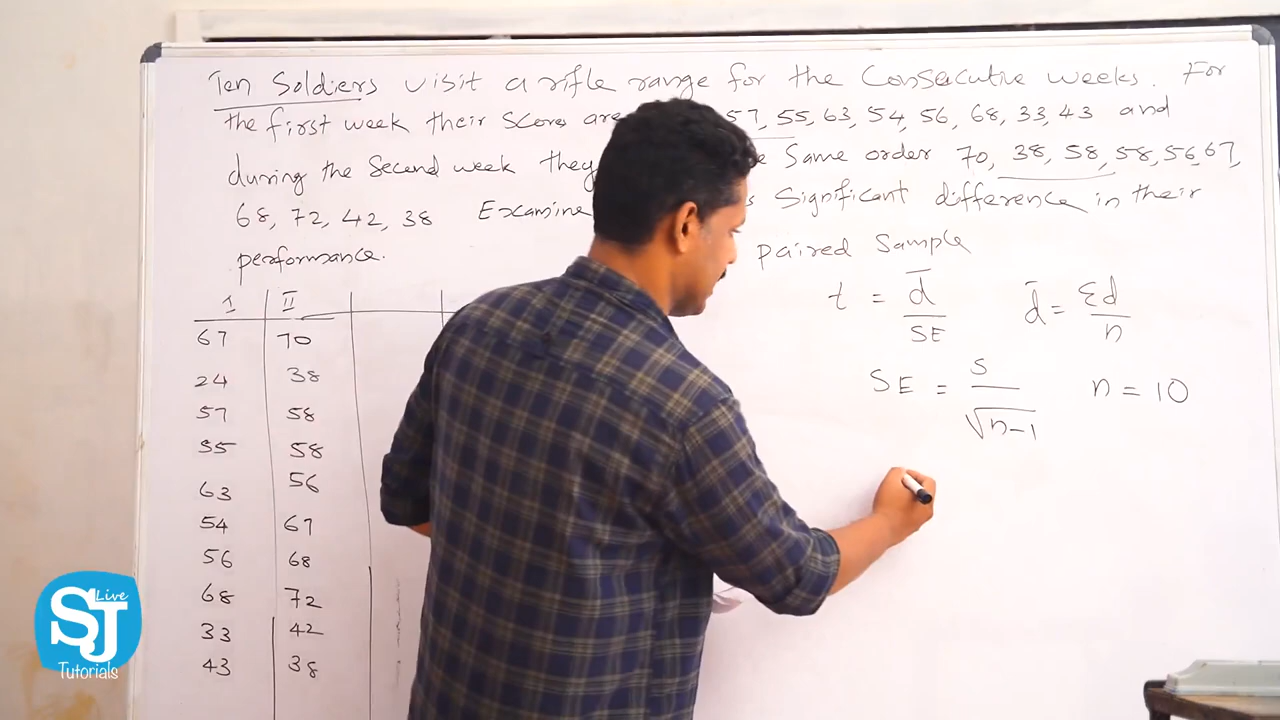 Ten Soldiers visit a rifle range for the Consecutive weeks. For
the first week their scores are 57, 55, 63, 54, 56, 68, 33, 43 and
during the Second week they Same order 70, 38, 58, 58, 56, 67,
68, 72, 42, 38 Examine Significant difference in their
performance. paired Sample
t = d̄ / SE d̄ = Σd / n
SE = s / √n-1 n = 10
I II
67 70
24 38
57 58
55 58
63 56
54 67
56 68
68 72
33 42
43 38
SJ Live
Tutorials